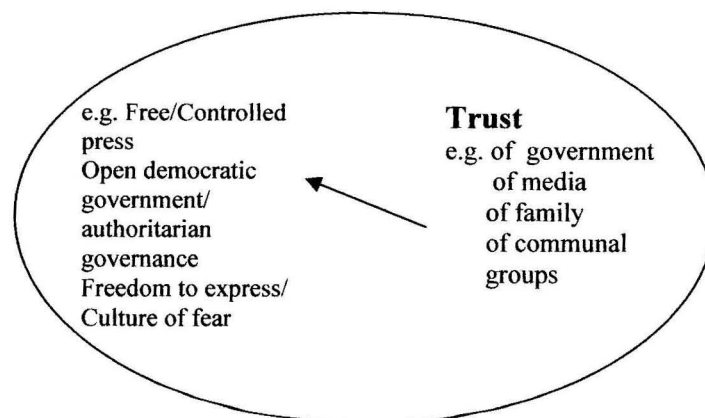 e.g. Free/Controlled
press
Open democratic
government/
authoritarian
governance
Freedom to express/
Culture of fear
Trust
e.g. of government
of media
of family
of communal
groups